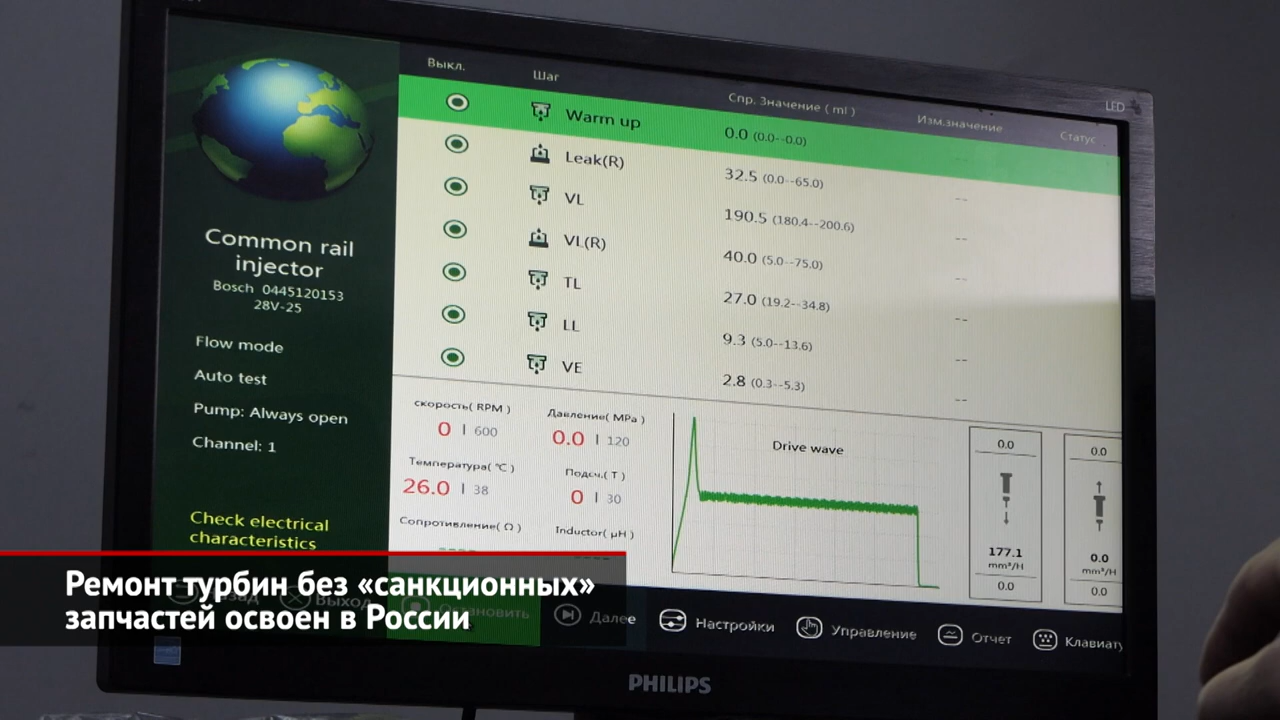 LED
Выкл.
Шаг
Спр. Значение ( ml )
Изм.значение
Статус
Warm up
0.0 (0.0--0.0)
Leak(R)
32.5 (0.0--65.0)
--
VL
190.5 (180.4--200.6)
--
VL(R)
40.0 (5.0--75.0)
--
TL
27.0 (19.2--34.8)
--
LL
9.3 (5.0--13.6)
--
VE
2.8 (0.3--5.3)
--
Common rail
injector
Bosch 0445120153
28V-25
Flow mode
Auto test
Pump: Always open
Channel: 1
Check electrical
characteristics
скорость( RPM )
0 | 600
Давление( MPa )
0.0 | 120
Температура( °C )
26.0 | 38
Подсч.( T )
0 | 30
Сопротивление( Ω )
Inductor( μH )
Drive wave
0.0
177.1
mm³/H
0.0
0.0
0.0
mm³/H
0.0
Ремонт турбин без «санкционных»
запчастей освоен в России
Выход
Остановить
Далее
Настройки
Управление
Отчет
Клавиату
PHILIPS